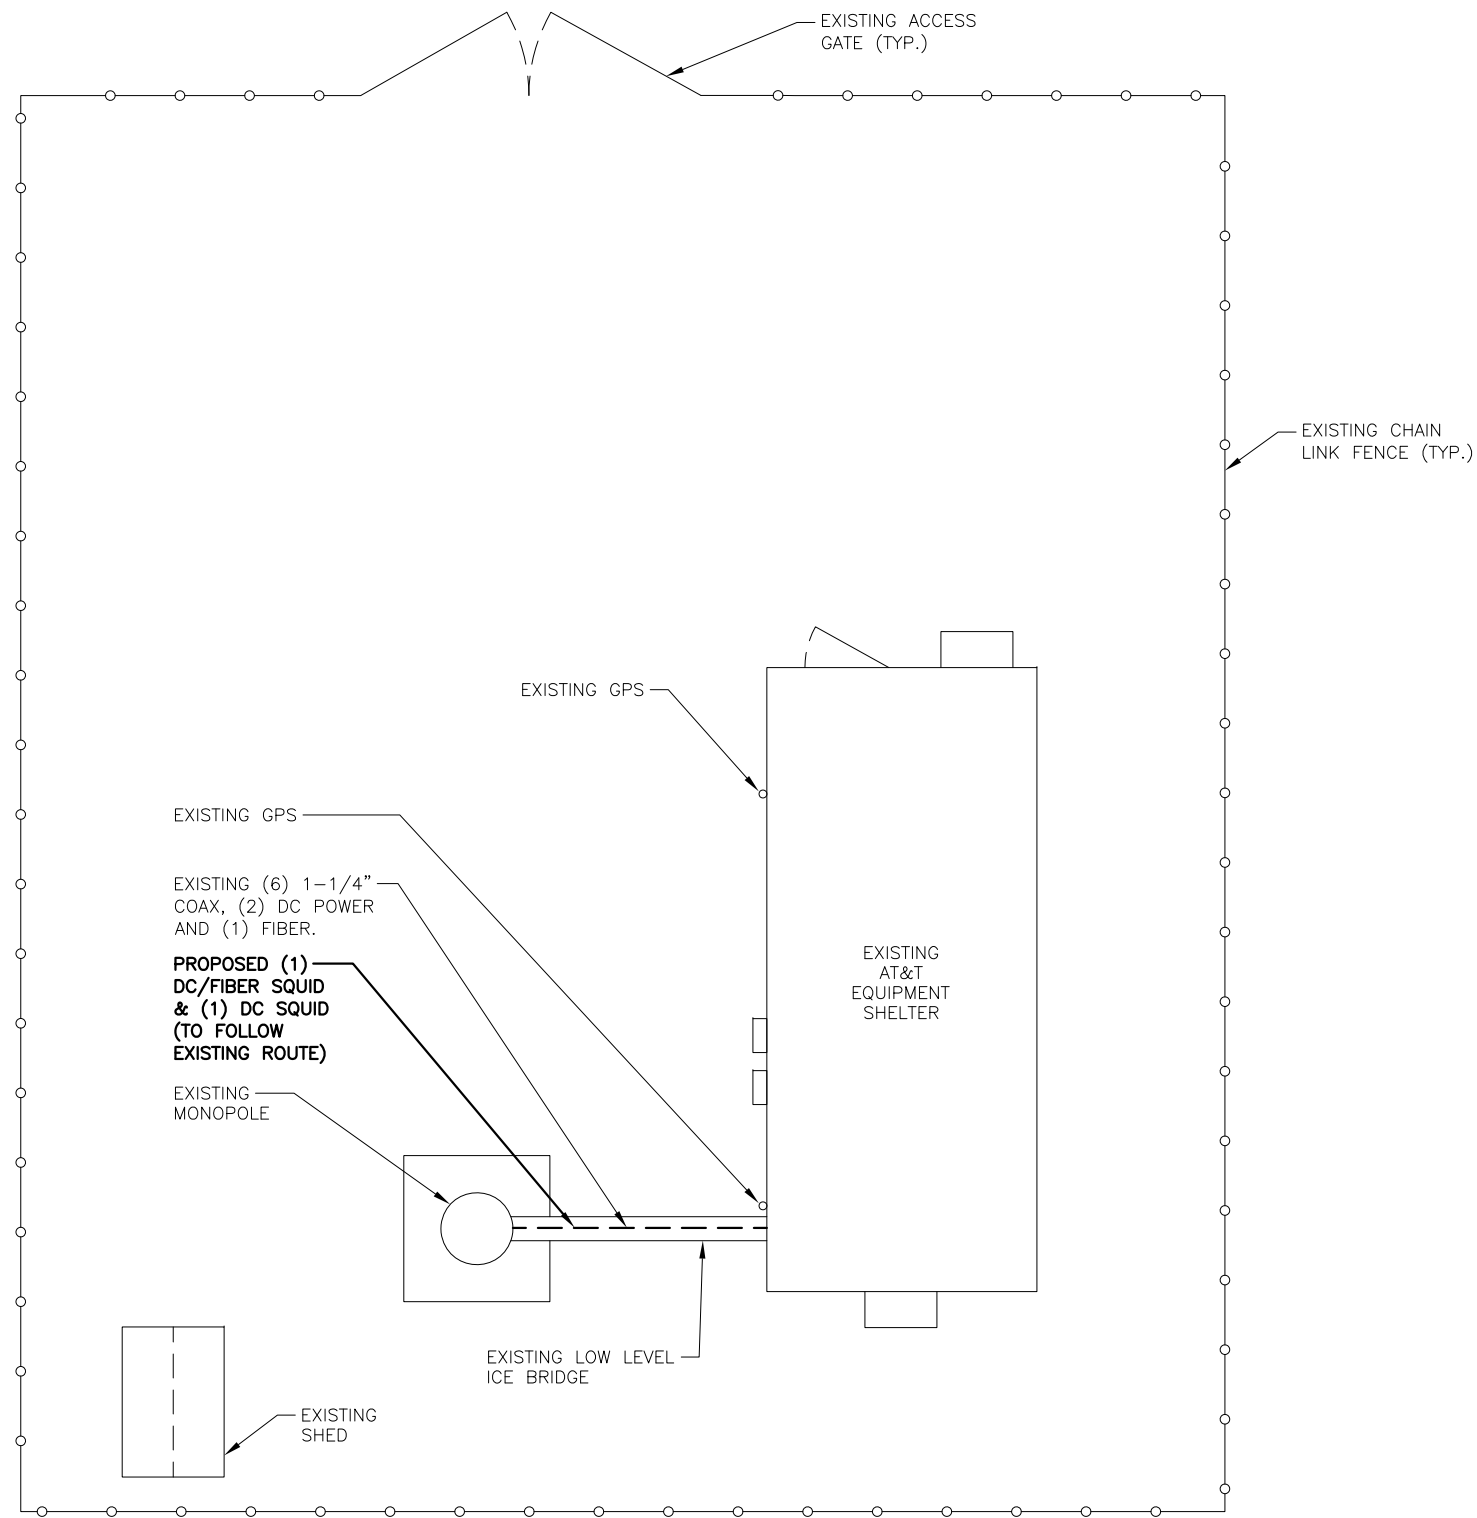 EXISTING ACCESS
GATE (TYP.)
EXISTING CHAIN
LINK FENCE (TYP.)
EXISTING GPS
EXISTING GPS
EXISTING (6) 1-1/4”
COAX, (2) DC POWER
AND (1) FIBER.
PROPOSED (1)
DC/FIBER SQUID
& (1) DC SQUID
(TO FOLLOW
EXISTING ROUTE)
EXISTING
MONOPOLE
EXISTING
AT&T
EQUIPMENT
SHELTER
EXISTING LOW LEVEL
ICE BRIDGE
EXISTING
SHED